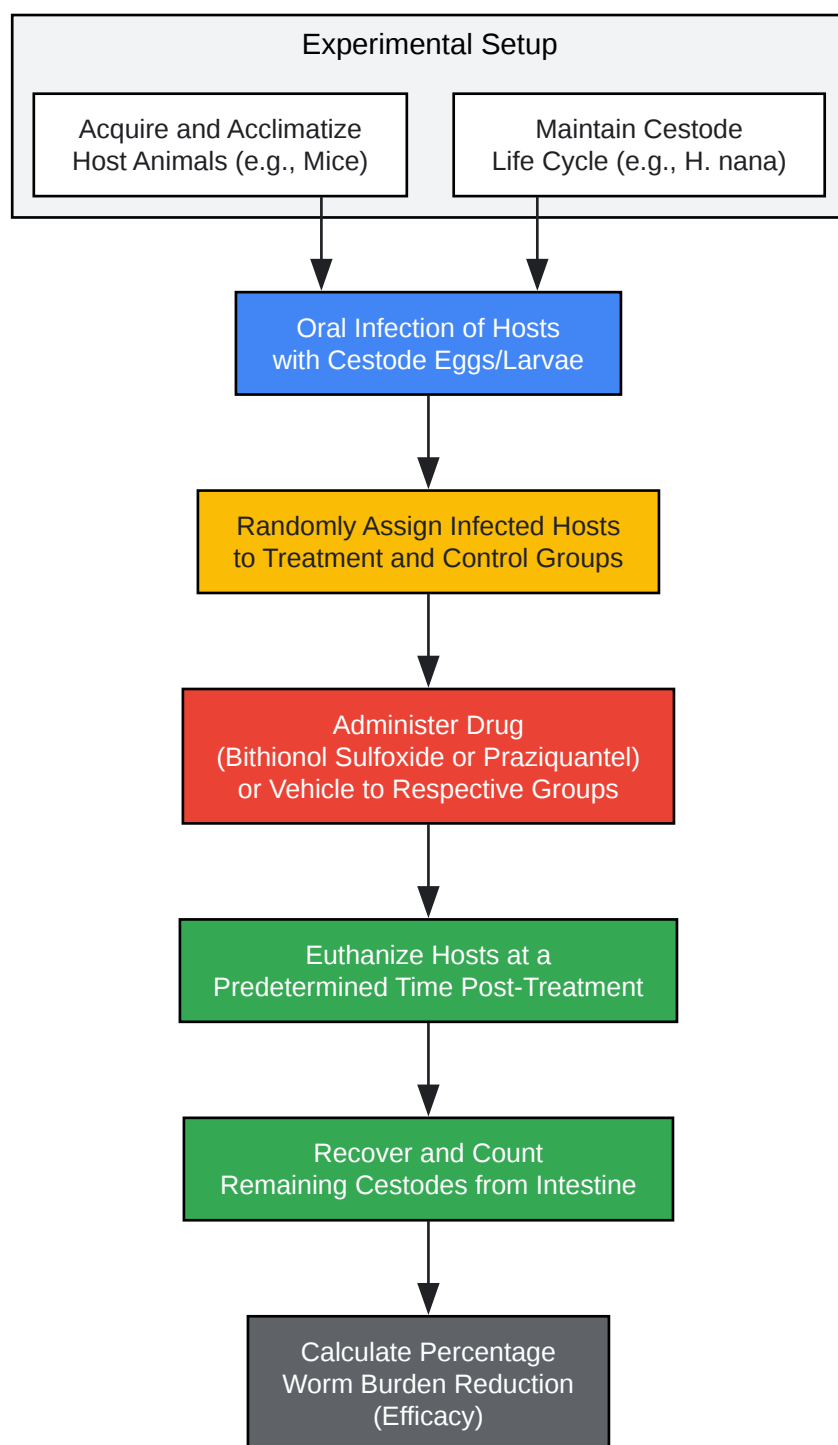 Experimental Setup
Acquire and Acclimatize
Host Animals (e.g., Mice)
Maintain Cestode
Life Cycle (e.g., H. nana)
Oral Infection of Hosts
with Cestode Eggs/Larvae
Randomly Assign Infected Hosts
to Treatment and Control Groups
Administer Drug
(Bithionol Sulfoxide or Praziquantel)
or Vehicle to Respective Groups
Euthanize Hosts at a
Predetermined Time Post-Treatment
Recover and Count
Remaining Cestodes from Intestine
Calculate Percentage
Worm Burden Reduction
(Efficacy)